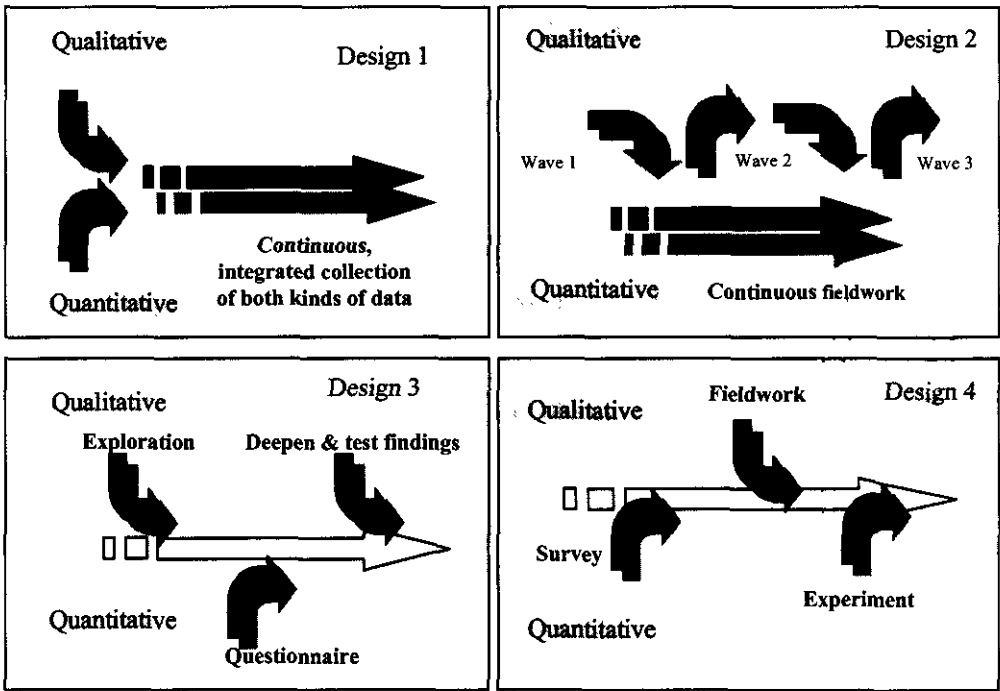 Qualitative
Design 1
Continuous,
integrated collection
of both kinds of data
Quantitative
Qualitative
Design 2
Wave 1
Wave 2
Wave 3
Quantitative
Continuous fieldwork
Qualitative
Design 3
Exploration
Deepen & test findings
Quantitative
Questionnaire
Qualitative
Fieldwork
Design 4
Survey
Experiment
Quantitative